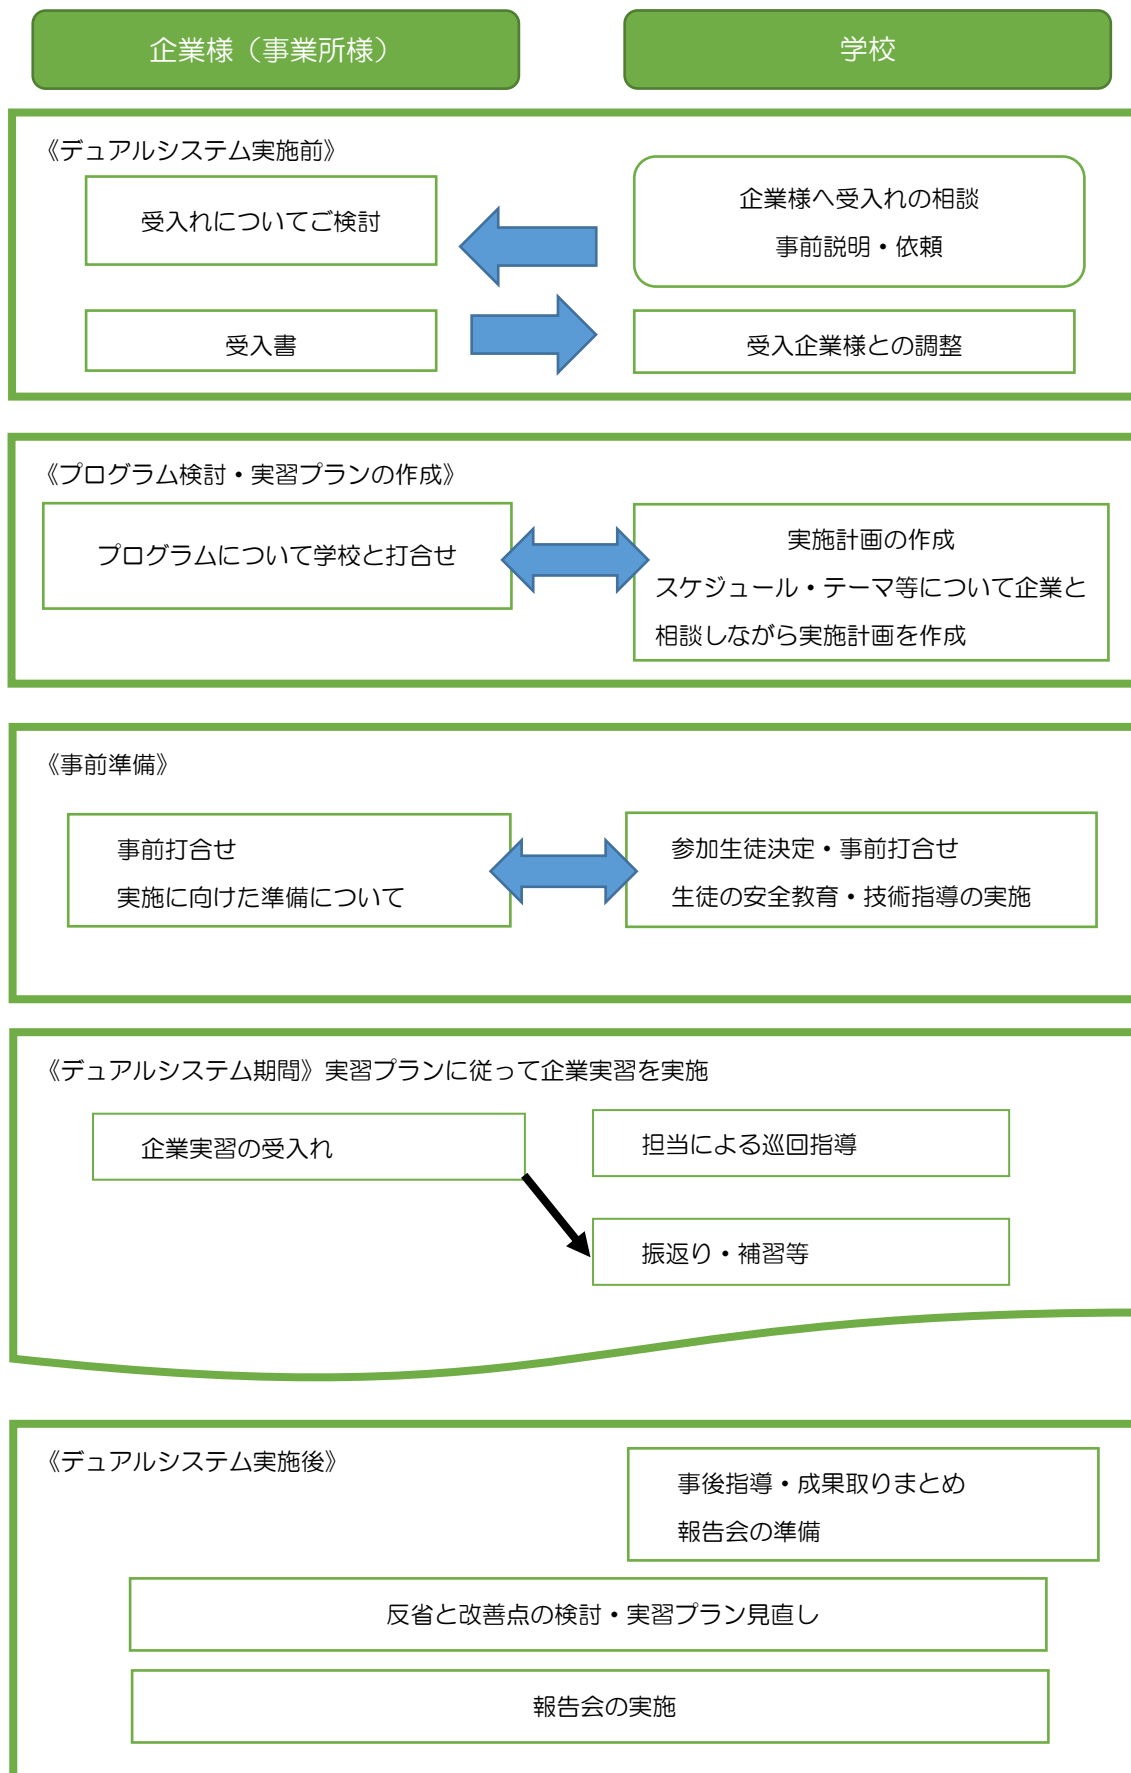 企業様（事業所様）
学校
《デュアルシステム実施前》
受入れについてご検討
企業様へ受入れの相談
事前説明・依頼
受入書
受入企業様との調整
《プログラム検討・実習プランの作成》
プログラムについて学校と打合せ
実施計画の作成
スケジュール・テーマ等について企業と
相談しながら実施計画を作成
《事前準備》
事前打合せ
実施に向けた準備について
参加生徒決定・事前打合せ
生徒の安全教育・技術指導の実施
《デュアルシステム期間》実習プランに従って企業実習を実施
企業実習の受入れ
担当による巡回指導
振返り・補習等
《デュアルシステム実施後》
事後指導・成果取りまとめ
報告会の準備
反省と改善点の検討・実習プラン見直し
報告会の実施